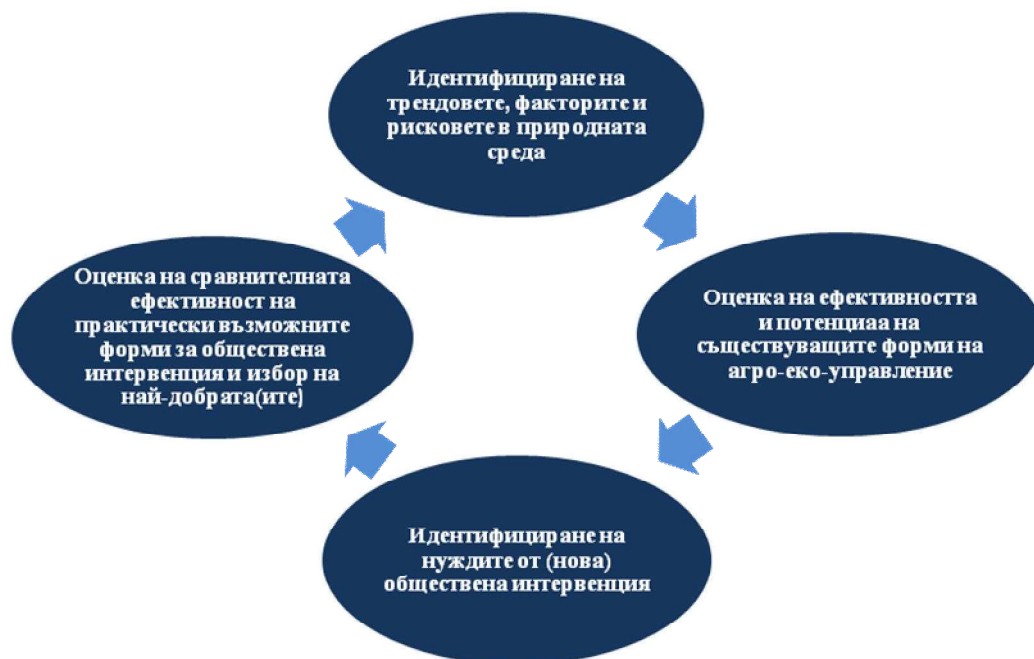 Идентифициране на
трендовете, факторите и
рисковете в природната
среда
Оценка на ефективността
и потенциаа на
съществуващите форми на
агро-еко-управление
Идентифициране на
нуждите от (нова)
обществена интервенция
Оценка на сравнителната
ефективност на
практически възможните
форми за обществена
интервенция и избор на
най-добрата(ите)